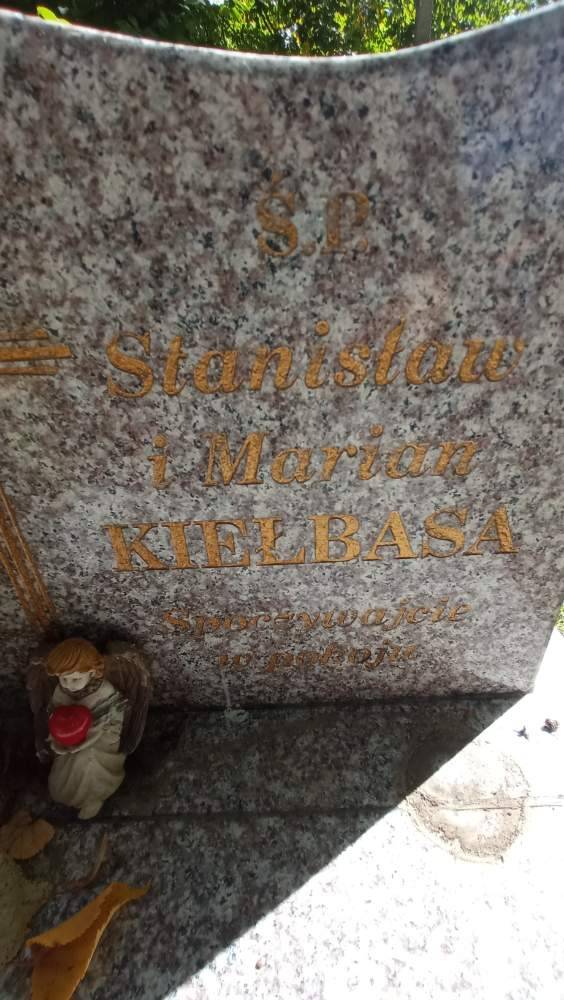 Ś.P.
Stanisław
i Marian
KIEŁBASA
Spoczywajcie
w pokoju